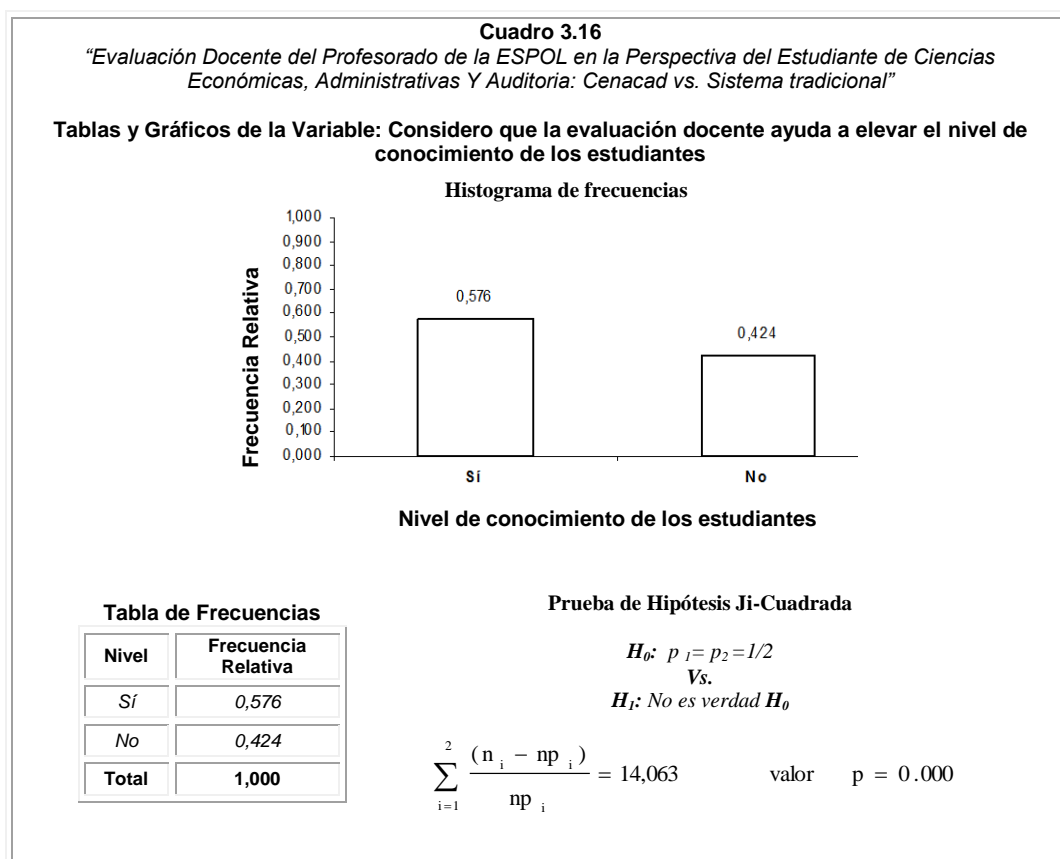 Cuadro 3.16
“Evaluación Docente del Profesorado de la ESPOL en la Perspectiva del Estudiante de Ciencias
Económicas, Administrativas Y Auditoria: Cenacad vs. Sistema tradicional”
Tablas y Gráficos de la Variable: Considero que la evaluación docente ayuda a elevar el nivel de
conocimiento de los estudiantes
Histograma de frecuencias
Frecuencia Relativa
1,000
0,900
0,800
0,700
0,600
0,500
0,400
0,300
0,200
0,100
0,000
0,576
0,424
Sí No
Nivel de conocimiento de los estudiantes
Tabla de Frecuencias
Nivel Frecuencia Relativa
Sí 0,576
No 0,424
Total 1,000
Prueba de Hipótesis Ji-Cuadrada
H0: p 1= p2 =1/2
Vs.
H1: No es verdad H0
2 ∑ i=1 (n i − np i) / np i = 14,063 valor p = 0.000